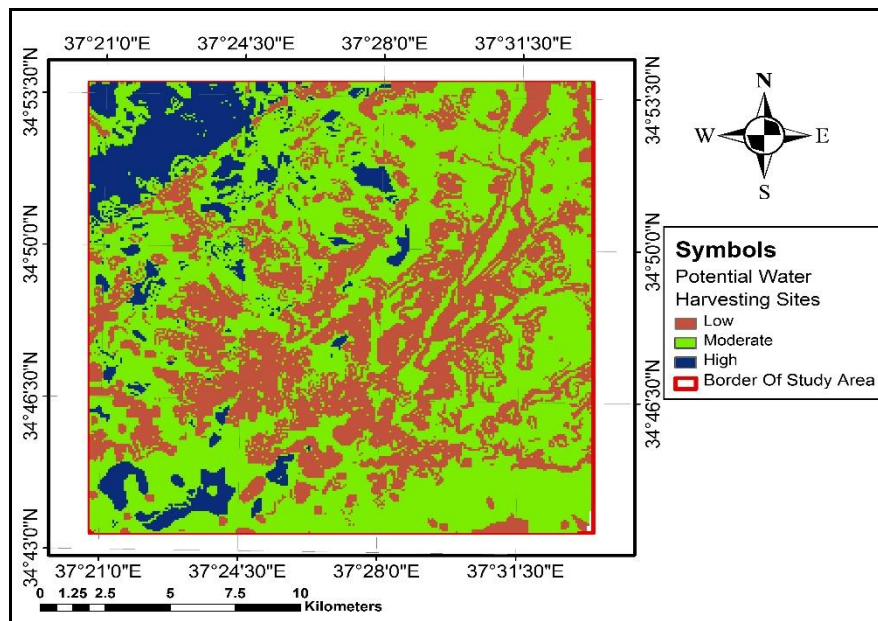 37°21'0"E 37°24'30"E 37°28'0"E 37°31'30"E
34°53'30"N
34°50'0"N
34°46'30"N
34°43'0"N
34°53'30"N
34°50'0"N
34°46'30"N
37°21'0"E 37°24'30"E 37°28'0"E 37°31'30"E
0 1.25 2.5 5 7.5 10
Kilometers
N
W E
S
Symbols
Potential Water
Harvesting Sites
Low
Moderate
High
Border Of Study Area